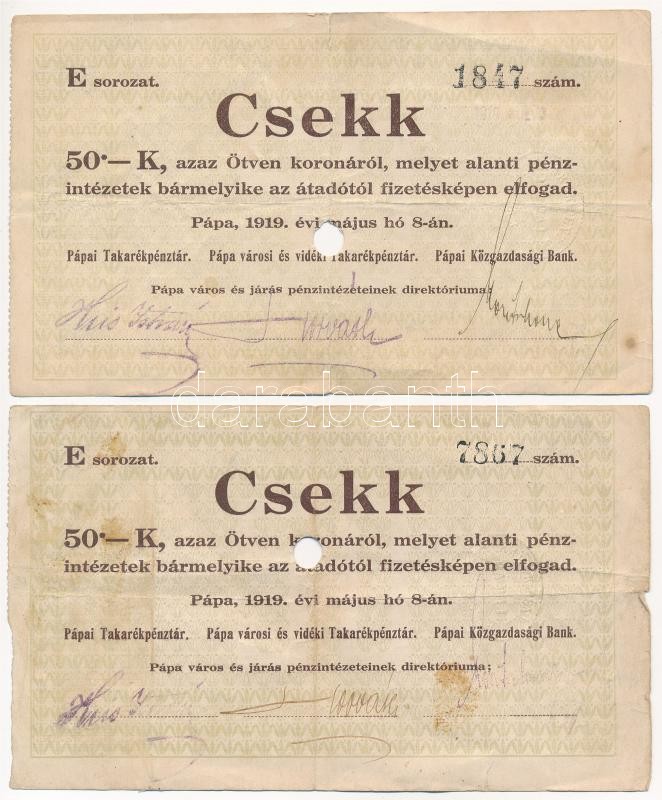 E sorozat. 1847 szám.
Csekk
50·— K, azaz Ötven koronáról, melyet alanti pénz-
intézetek bármelyike az átadótól fizetésképen elfogad.
Pápa, 1919. évi május hó 8-án.
Pápai Takarékpénztár. Pápa városi és vidéki Takarékpénztár. Pápai Közgazdasági Bank.
Pápa város és járás pénzintézeteinek direktóriuma:
darabanth
E sorozat. 7867 szám.
Csekk
50·— K, azaz Ötven koronáról, melyet alanti pénz-
intézetek bármelyike az átadótól fizetésképen elfogad.
Pápa, 1919. évi május hó 8-án.
Pápai Takarékpénztár. Pápa városi és vidéki Takarékpénztár. Pápai Közgazdasági Bank.
Pápa város és járás pénzintézeteinek direktóriuma: